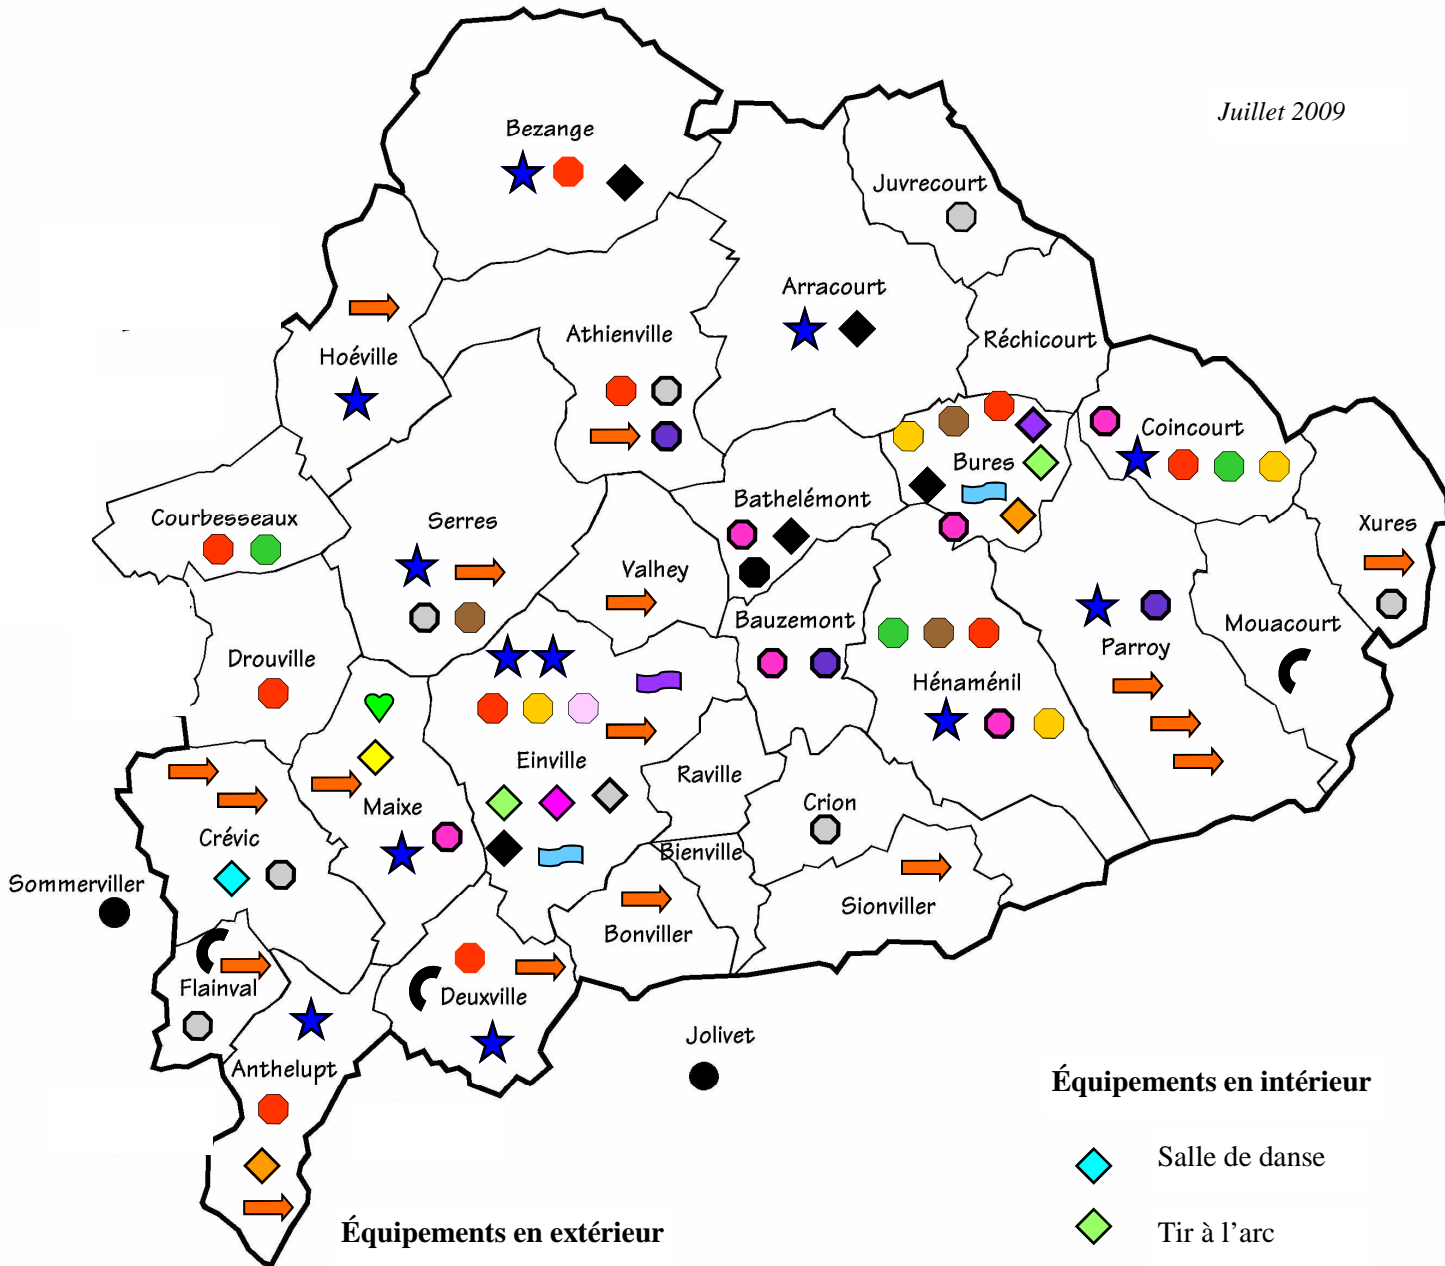 Juillet 2009
Bezange
Juvrecourt
Arracourt
Athienville
Réchicourt
Hoéville
Coincourt
Bures
Bathelémont
Courbesseaux
Serres
Xures
Valhey
Bauzemont
Mouacourt
Parroy
Drouville
Hénaménil
Einville
Raville
Crion
Maixe
Crévic
Bienville
Sommerviller
Sionviller
Bonviller
Flainval
Deuxville
Jolivet
Anthelupt
Équipements en intérieur
Salle de danse
Équipements en extérieur
Tir à l’arc